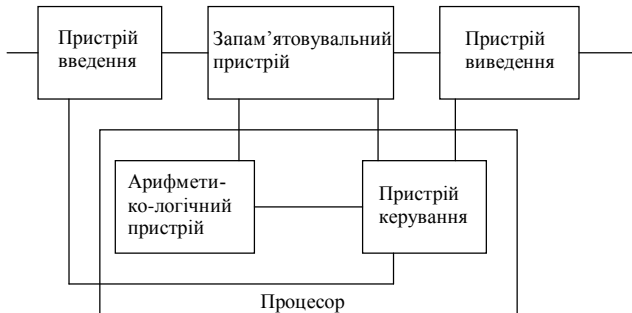 Пристрій
введення
Запам’ятовувальний
пристрій
Пристрій
виведення
Арифмети-
ко-логічний
пристрій
Пристрій
керування
Процесор